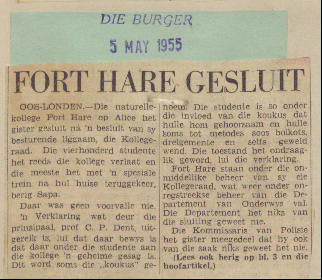 DIE BURGER
5 MAY 1955
FORT HARE GESLUIT
OOS-LONDEN.—Die naturelle-
kollege Fort Hare op Alice het
gister gesluit na 'n besluit van sy
besturende liggaam, die Kollege-
raad. Die vierhonderd studente
het reeds die kollege verlaat en
die meeste het met 'n spesiale
trein na hul huise teruggekeer,
berig Sapa.
Daar was geen voorvalle nie.
'n Verklaring wat deur die
prinsipaal, prof. C. P. Dent, uit-
gereik is, lui dat daar bewys is
dat daar onder die studente aan
die kollege 'n geheime gesag is.
Dit word soms die „koukus" ge-
noem. Die studente is so onder
die invloed van die koukus dat
hulle hom gehoorsaam en hulle
koms tot metodes soos boikots,
dreigemente en selfs geweld
wend. Die toestand het ondraag-
lik geword, lui die verklaring.
Fort Hare staan onder die on-
middellike beheer van sy eie
Kollegeraad, wat weer onder on-
regstreekse beheer van die De-
partement van Onderwys val.
Die Departement het niks van
die sluiting geweet nie.
Die Kommissaris van Polisie
het gister meegedeel dat hy ook
van die saak niks geweet het nie.
(Lees ook berig op bl. 3 en die
hoofartikel.)